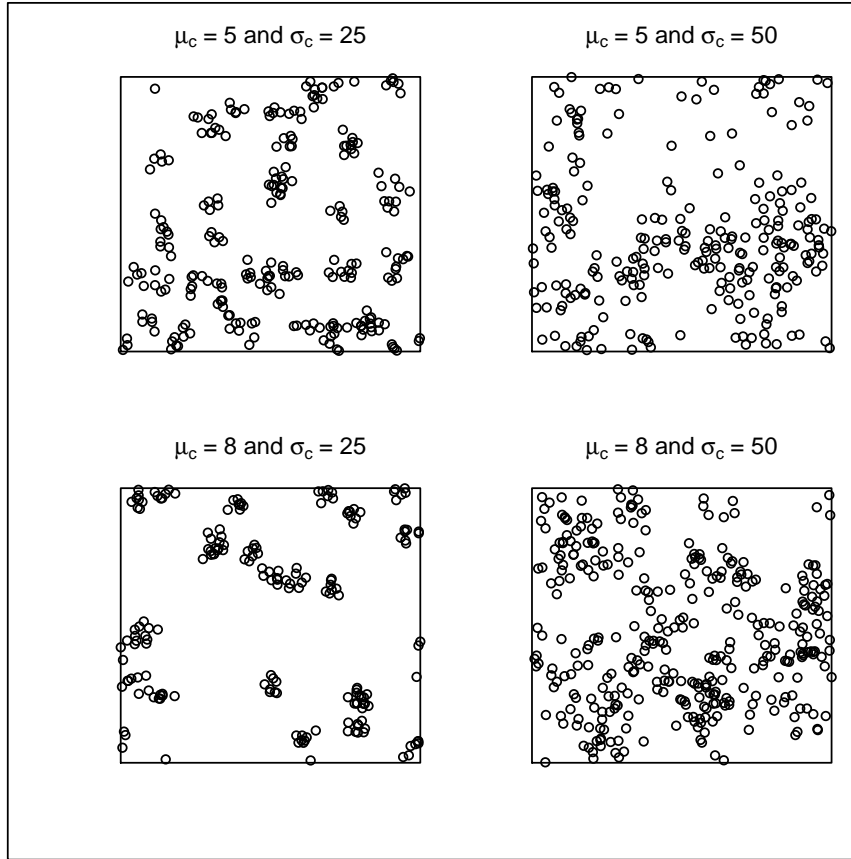 μc = 5 and σc = 25
μc = 5 and σc = 50
μc = 8 and σc = 25
μc = 8 and σc = 50